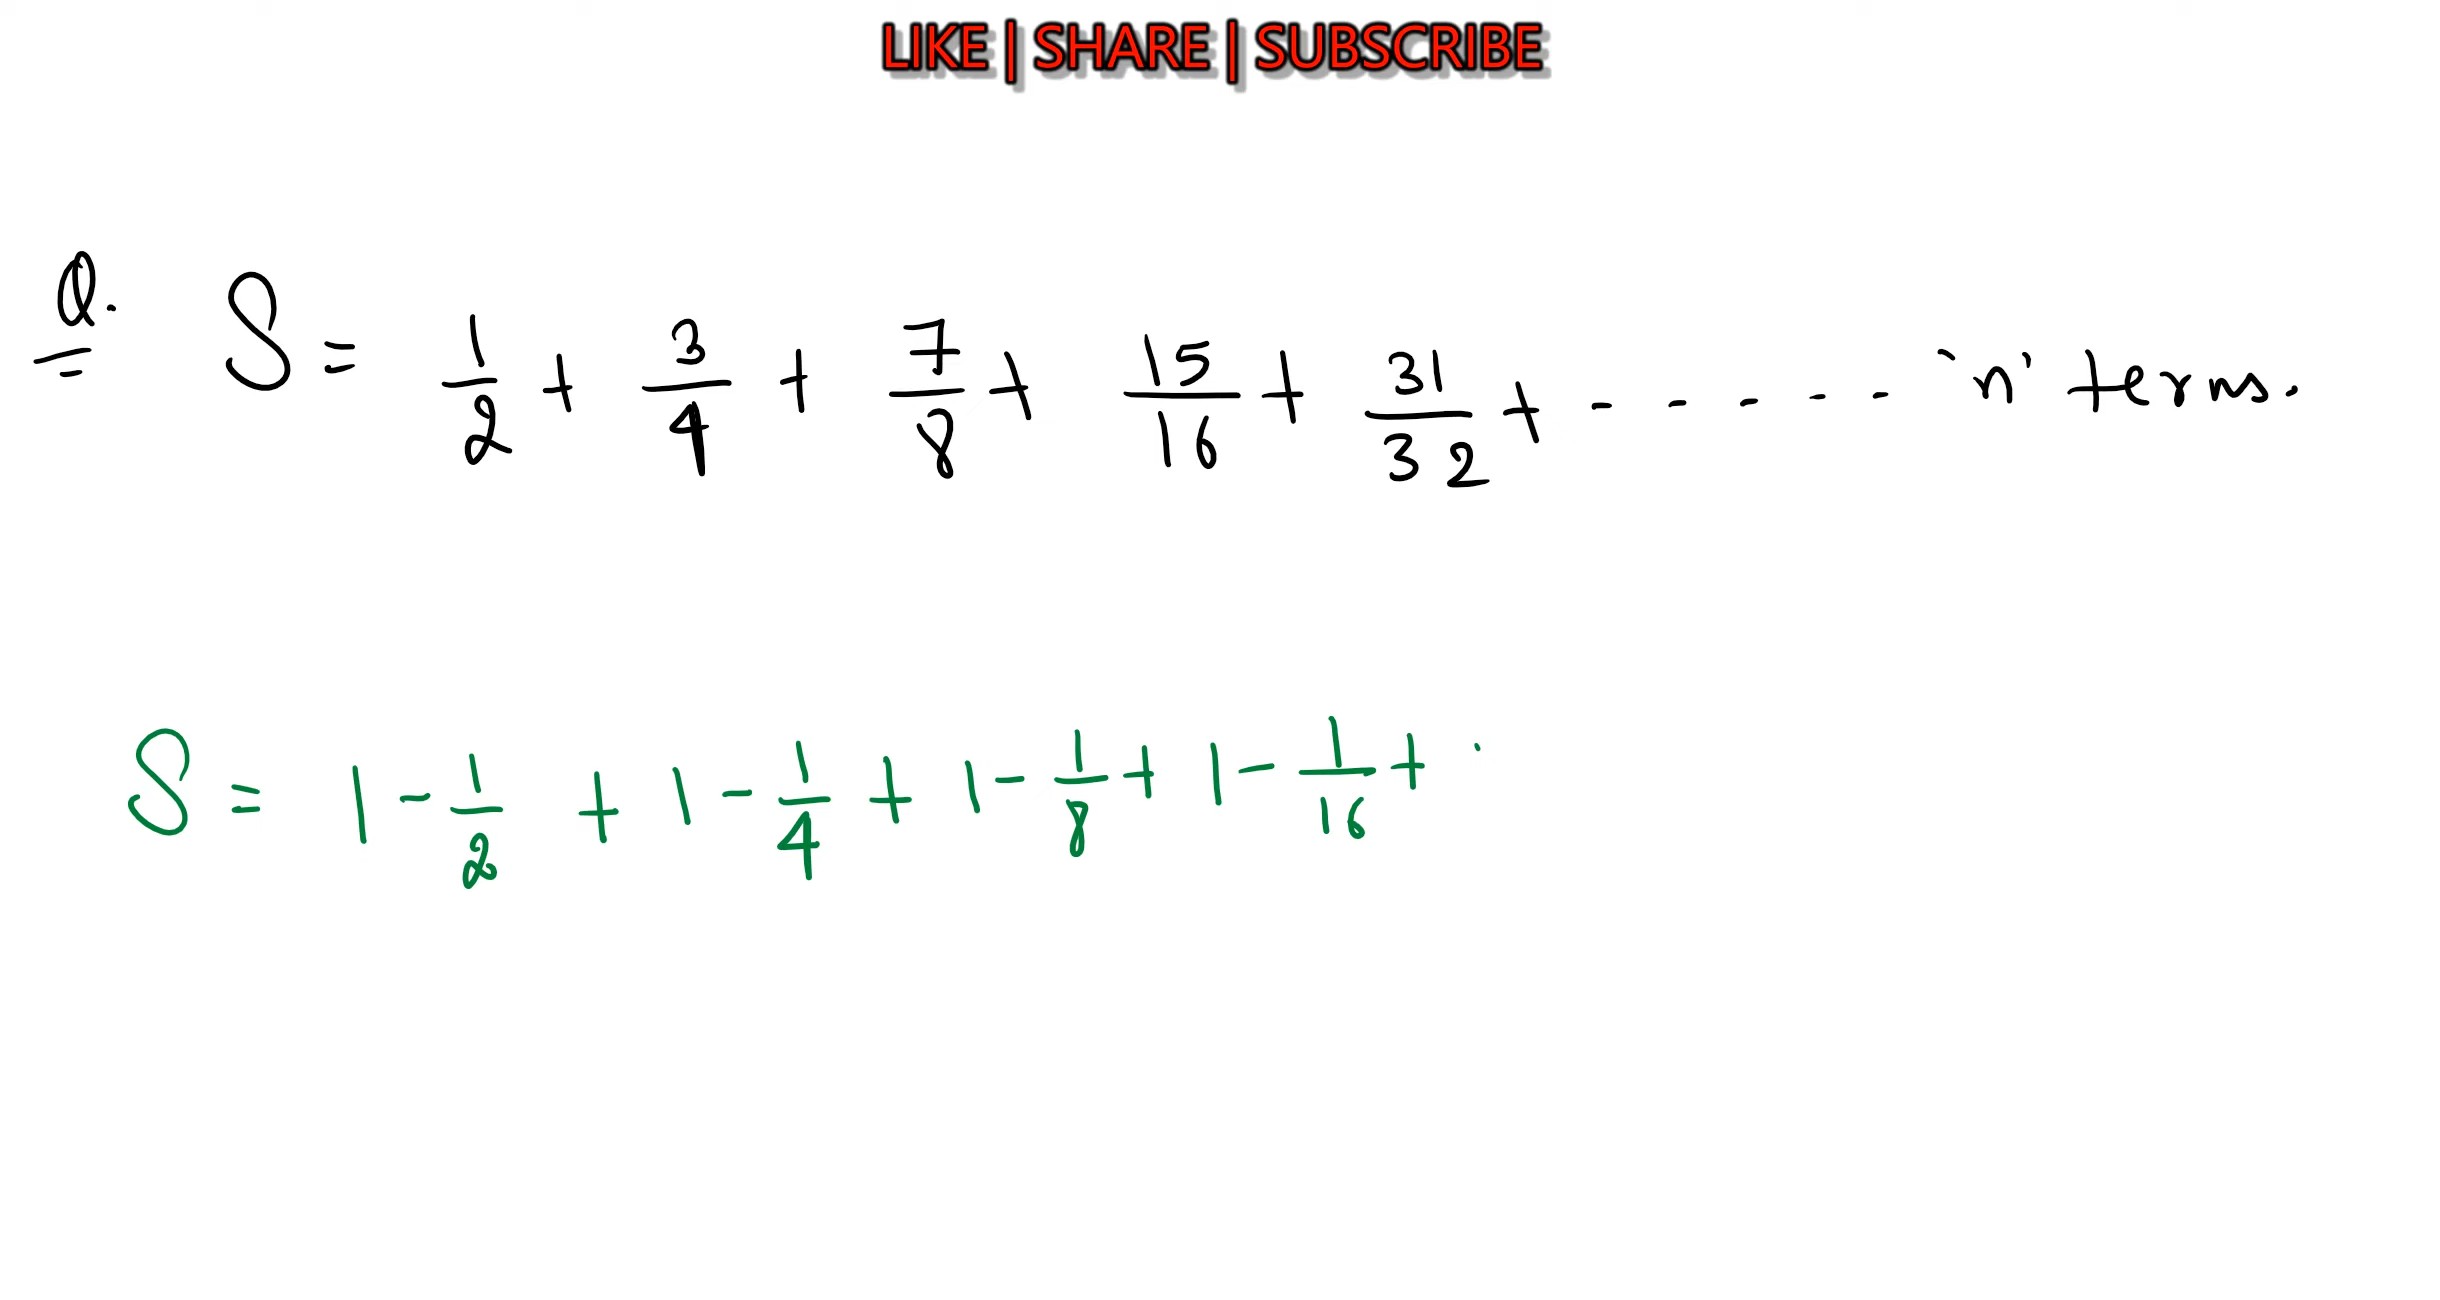 LIKE | SHARE | SUBSCRIBE
Q. S = 1/2 + 3/4 + 7/8 + 15/16 + 31/32 + - - - - - `n' terms.
S = 1 - 1/2 + 1 - 1/4 + 1 - 1/8 + 1 - 1/16 + .